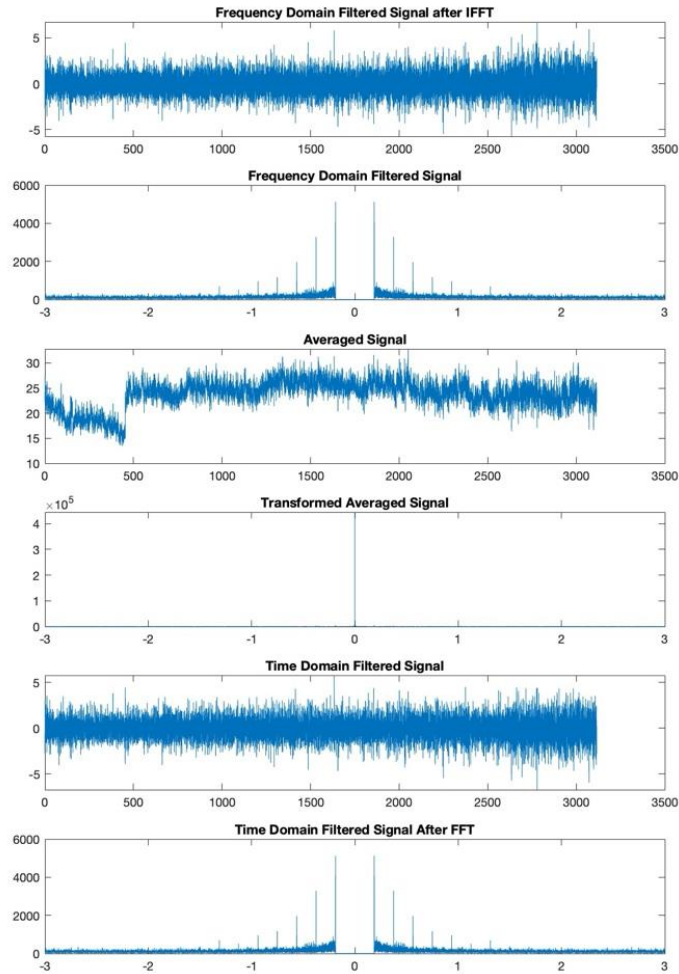 Frequency Domain Filtered Signal after IFFT
5
0
-5
0 500 1000 1500 2000 2500 3000 3500
Frequency Domain Filtered Signal
6000
4000
2000
0
-3 -2 -1 0 1 2 3
Averaged Signal
30
25
20
15
10
0 500 1000 1500 2000 2500 3000 3500
×10⁵ Transformed Averaged Signal
4
3
2
1
0
-3 -2 -1 0 1 2 3
Time Domain Filtered Signal
5
0
-5
0 500 1000 1500 2000 2500 3000 3500
Time Domain Filtered Signal After FFT
6000
4000
2000
0
-3 -2 -1 0 1 2 3